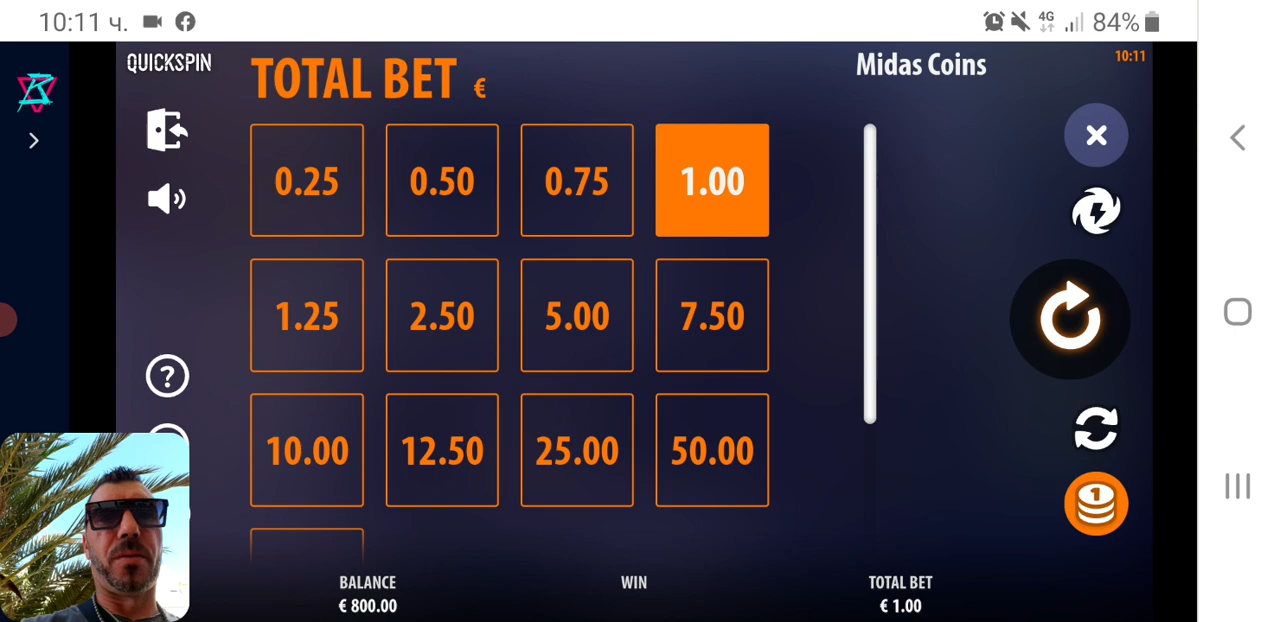 10:11 ч.
4G 84%
QUICKSPIN
TOTAL BET €
Midas Coins
10:11
0.25 0.50 0.75 1.00
1.25 2.50 5.00 7.50
10.00 12.50 25.00 50.00
?
1
BALANCE WIN TOTAL BET
€ 800.00 € 1.00